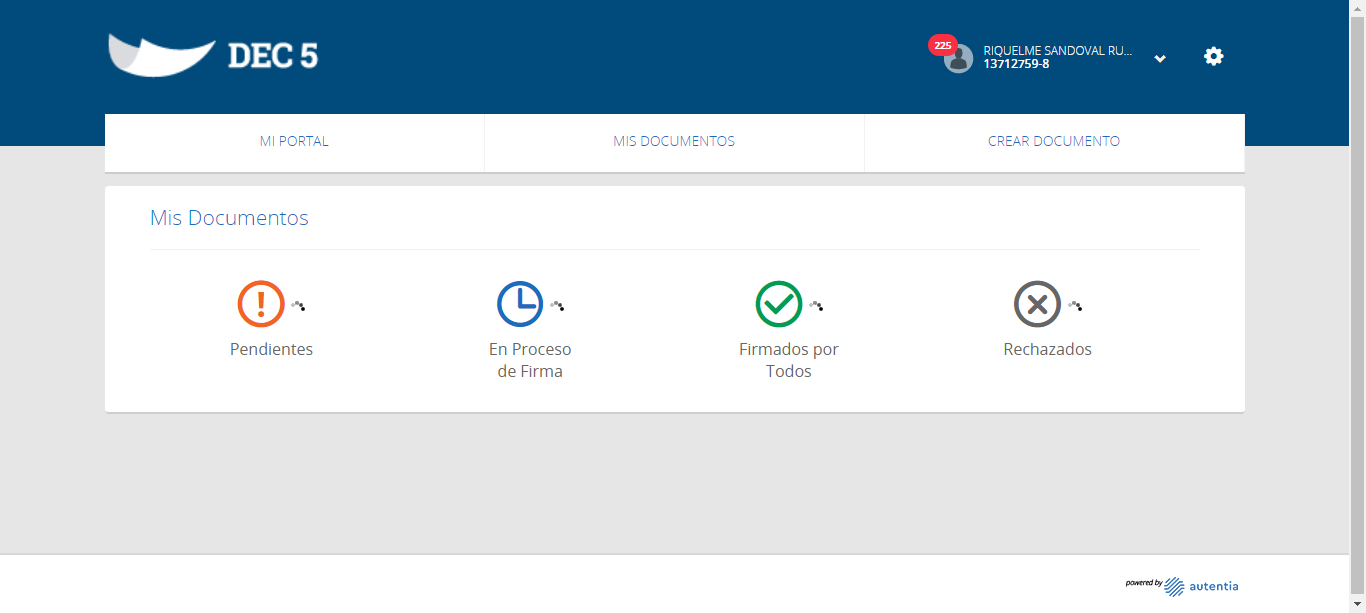 DEC 5
225
RIQUELME SANDOVAL RU...
13712759-8
MI PORTAL
MIS DOCUMENTOS
CREAR DOCUMENTO
Mis Documentos
Pendientes
En Proceso
de Firma
Firmados por
Todos
Rechazados
powered by autentia